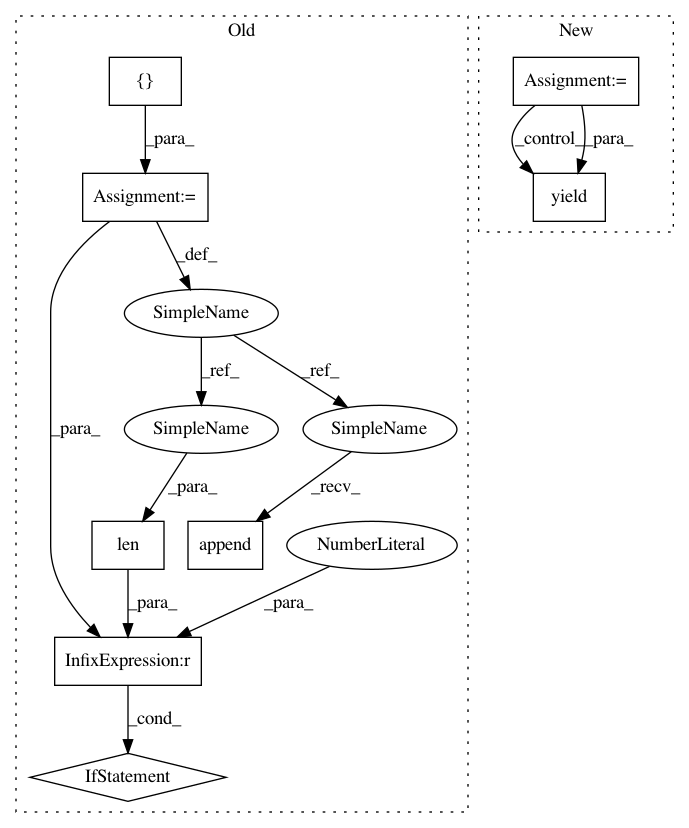 Old
New
{}
Assignment:=
_para_
_control_
_para_
Assignment:=
yield
_def_
SimpleName
_ref_
_ref_
_para_
SimpleName
SimpleName
_para_
_recv_
len
append
NumberLiteral
_para_
_para_
InfixExpression:r
_cond_
IfStatement